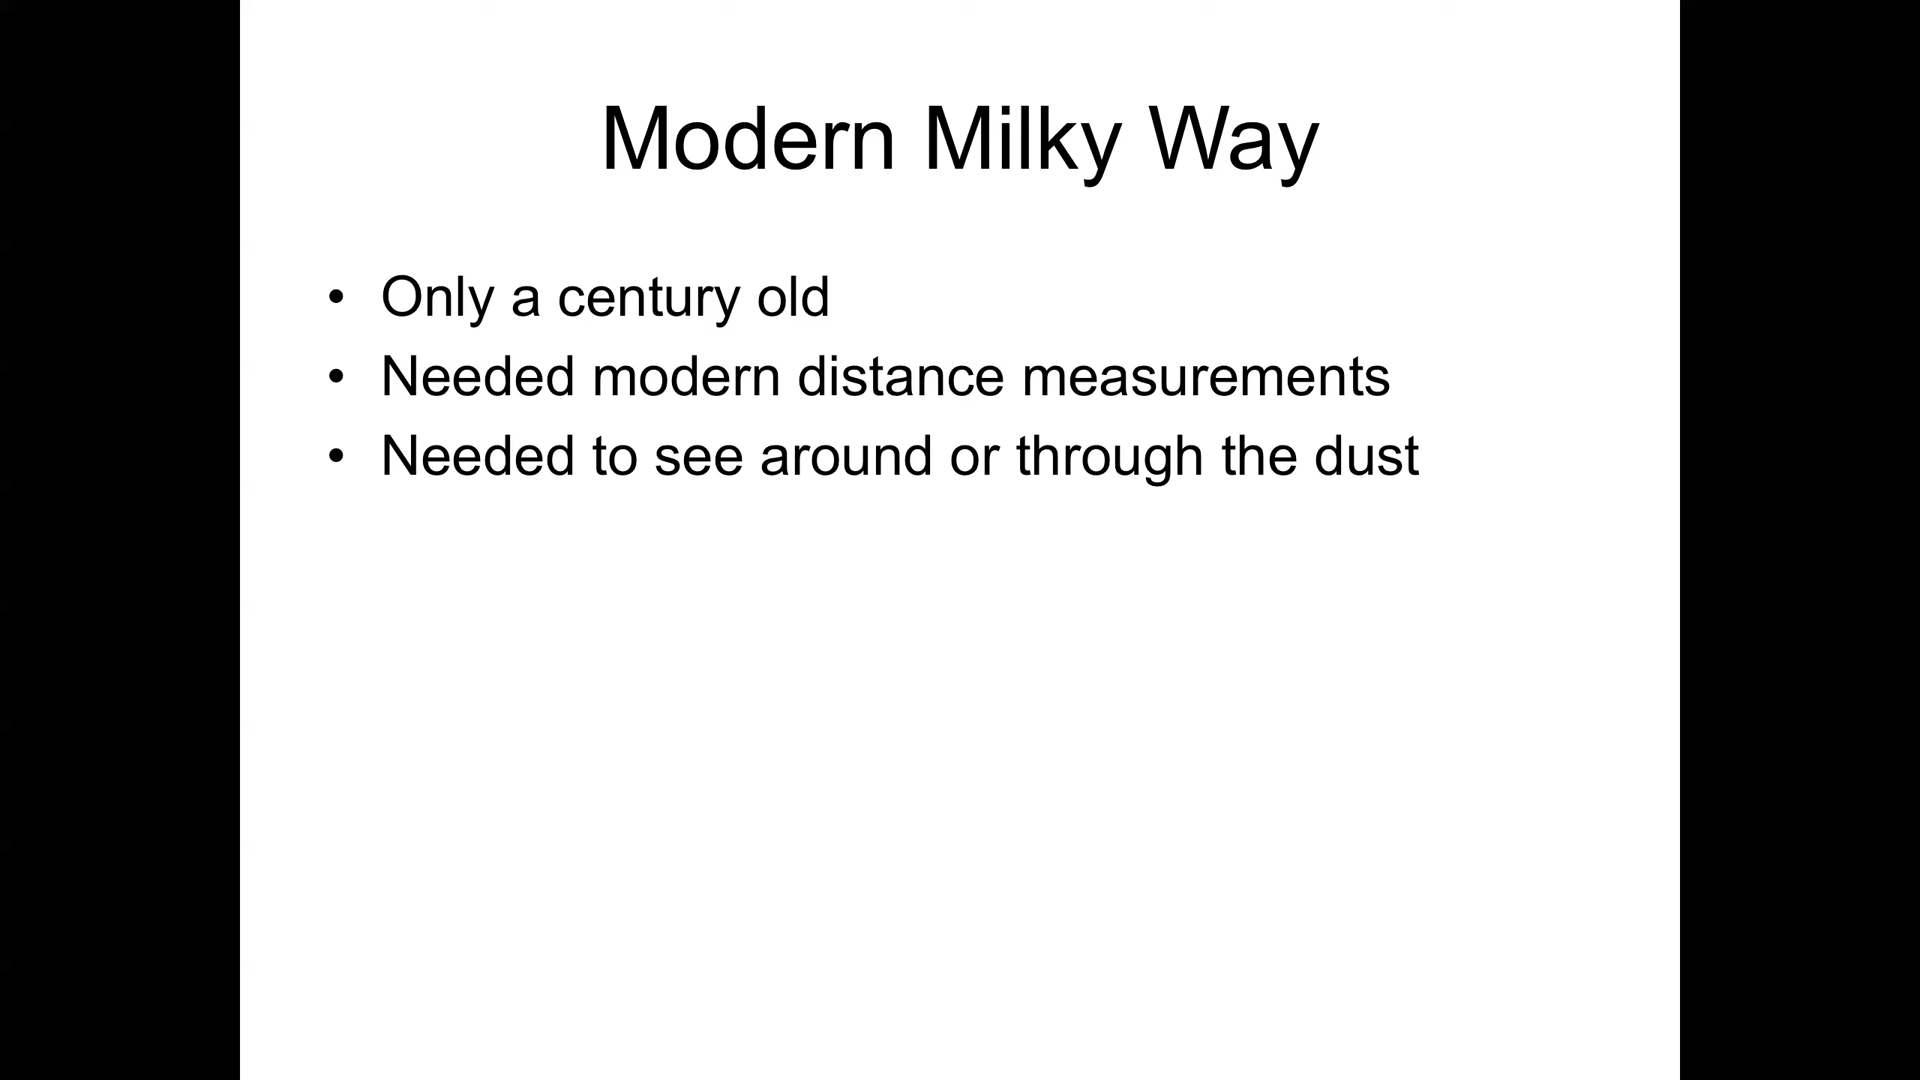 Modern Milky Way
• Only a century old
• Needed modern distance measurements
• Needed to see around or through the dust